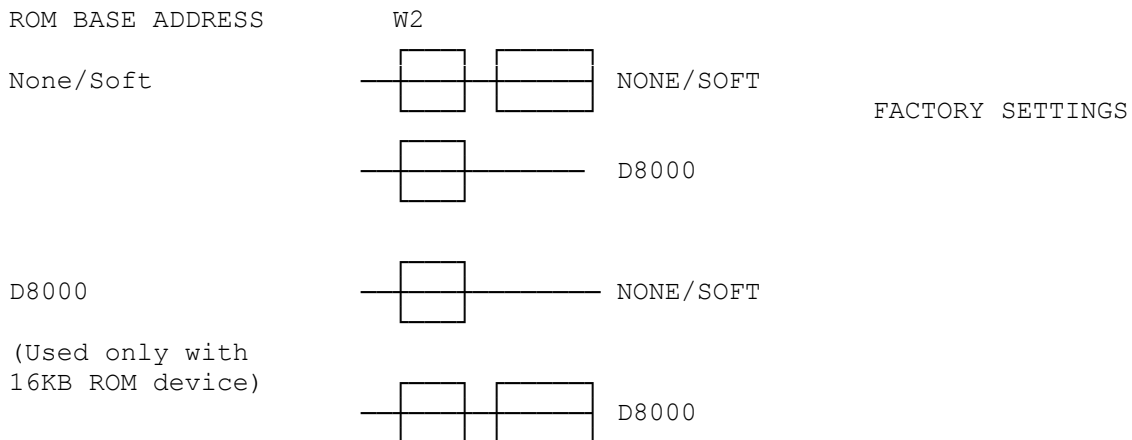 ROM BASE ADDRESS W2
None/Soft NONE/SOFT
FACTORY SETTINGS
D8000
D8000 NONE/SOFT
(Used only with
16KB ROM device)
D8000